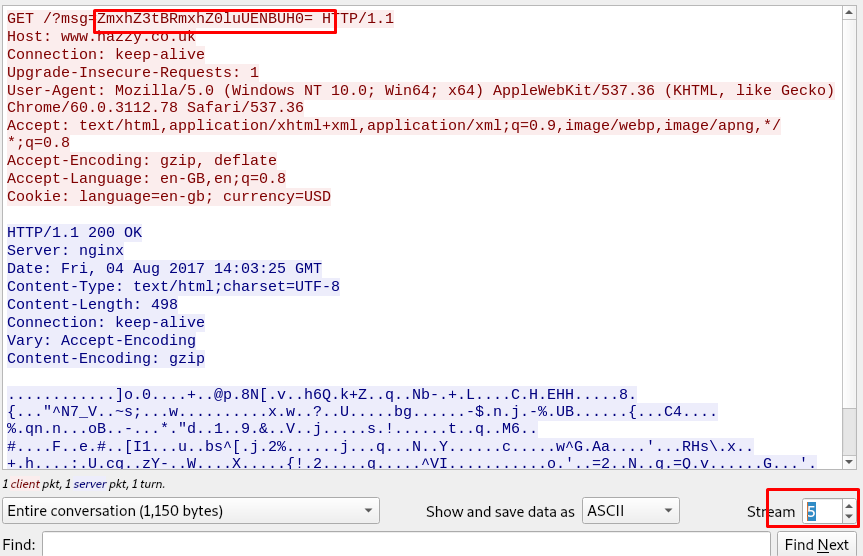 GET /?msg=ZmxhZ3tBRmxhZ0luUENBUH0= HTTP/1.1
Host: www.hazzy.co.uk
Connection: keep-alive
Upgrade-Insecure-Requests: 1
User-Agent: Mozilla/5.0 (Windows NT 10.0; Win64; x64) AppleWebKit/537.36 (KHTML, like Gecko)
Chrome/60.0.3112.78 Safari/537.36
Accept: text/html,application/xhtml+xml,application/xml;q=0.9,image/webp,image/apng,*/
*;q=0.8
Accept-Encoding: gzip, deflate
Accept-Language: en-GB,en;q=0.8
Cookie: language=en-gb; currency=USD
HTTP/1.1 200 OK
Server: nginx
Date: Fri, 04 Aug 2017 14:03:25 GMT
Content-Type: text/html;charset=UTF-8
Content-Length: 498
Connection: keep-alive
Vary: Accept-Encoding
Content-Encoding: gzip
............]o.0....+..@p.8N[.v..h6Q.k+Z..q..Nb-.+.L....C.H.EHH.....8.
{..."^N7_V..~s;...w..........x.w..?..U.....bg......-$.n.j.-%.UB......{...C4....
%.qn.n...oB..-...*."d..1..9.&..V..j.....s.!......t..q..M6..
#....F..e.#..[I1...u..bs^[.j.2%......j...q...N..Y......c.....w^G.Aa....'...RHs\.x..
+.h....:.U.cq..zY-..W....X.....{!.2.....q.....^VI...........o.'..=2..N..q.=Q.v......G...'.
1 client pkt, 1 server pkt, 1 turn.
Entire conversation (1,150 bytes) Show and save data as ASCII Stream 5
Find: Find Next